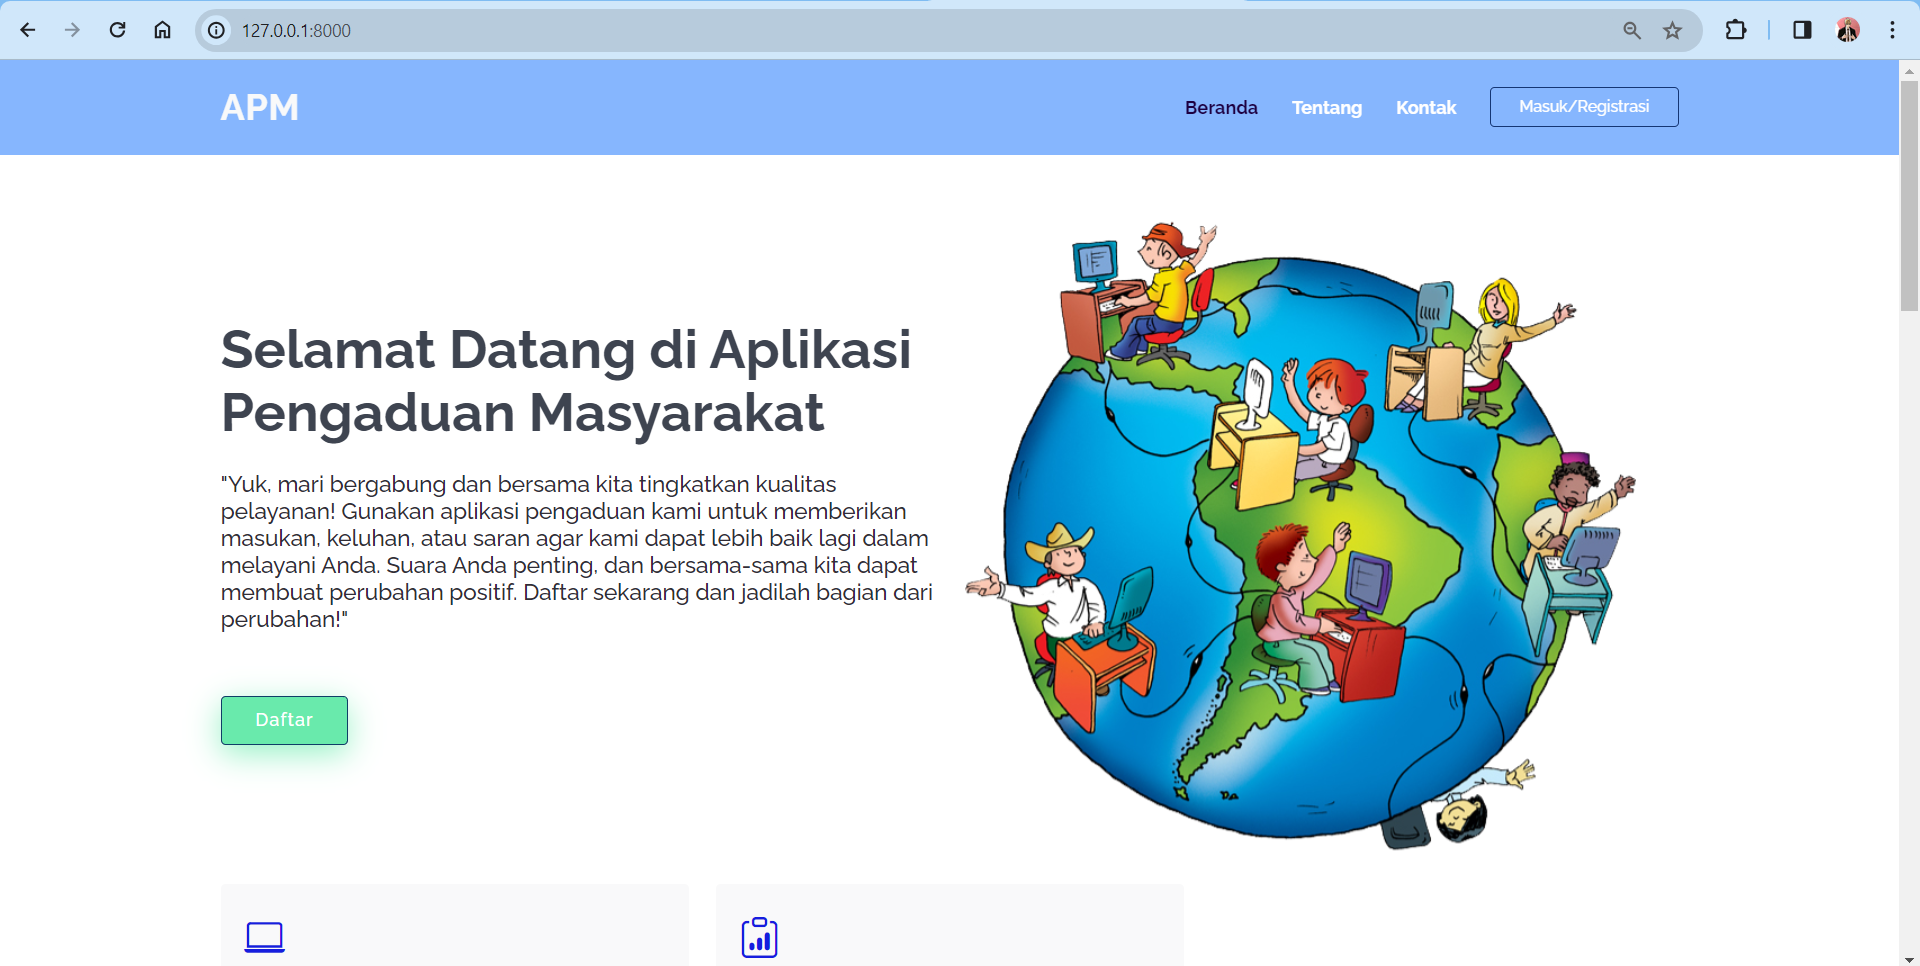 127.0.0.1:8000
APM
Beranda
Tentang
Kontak
Masuk/Registrasi
Selamat Datang di Aplikasi
Pengaduan Masyarakat
"Yuk, mari bergabung dan bersama kita tingkatkan kualitas
pelayanan! Gunakan aplikasi pengaduan kami untuk memberikan
masukan, keluhan, atau saran agar kami dapat lebih baik lagi dalam
melayani Anda. Suara Anda penting, dan bersama-sama kita dapat
membuat perubahan positif. Daftar sekarang dan jadilah bagian dari
perubahan!"
Daftar